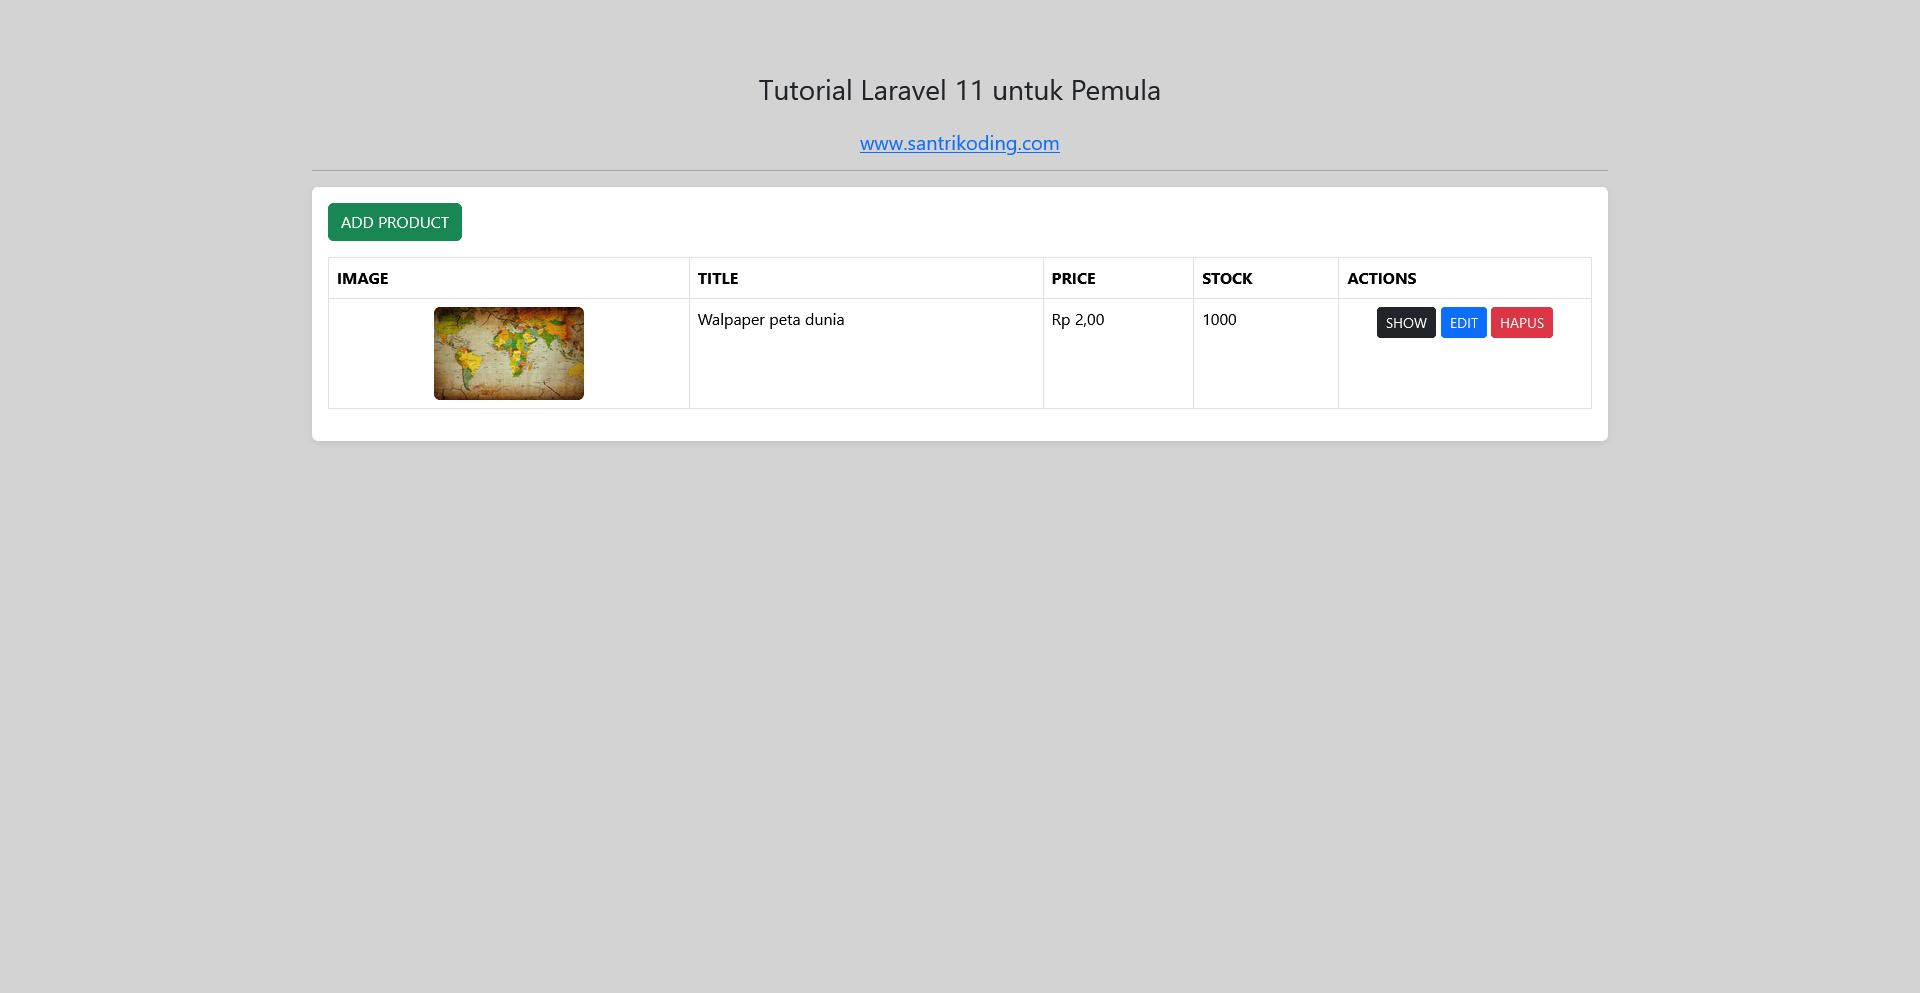 Tutorial Laravel 11 untuk Pemula
www.santrikoding.com
ADD PRODUCT
IMAGE TITLE PRICE STOCK ACTIONS
Walpaper peta dunia Rp 2,00 1000 SHOW EDIT HAPUS